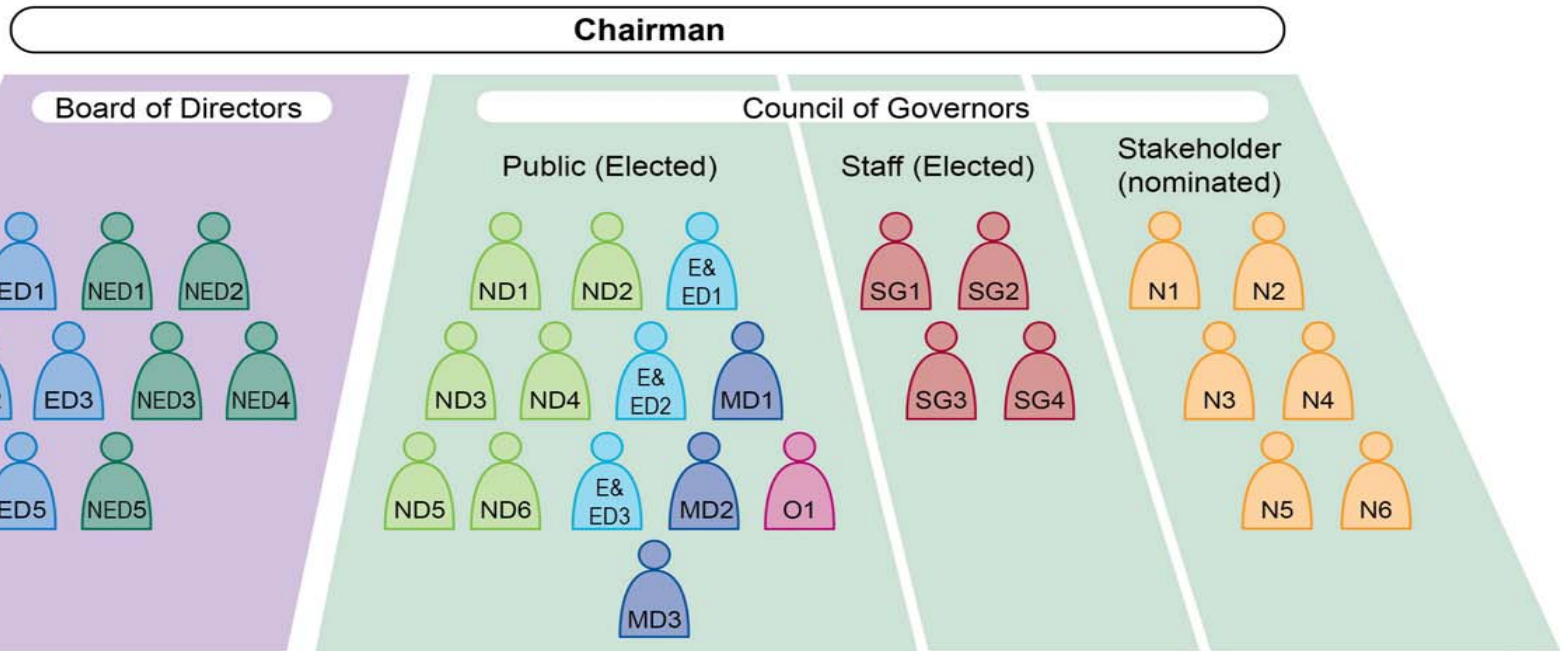 Chairman
Board of Directors
Council of Governors
Public (Elected)
Staff (Elected)
Stakeholder
(nominated)
ED1 NED1 NED2
ND1 ND2 E&
ED1
SG1 SG2
N1 N2
ED3 NED3 NED4
ND3 ND4 E&
ED2 MD1
SG3 SG4
N3 N4
ED5 NED5
ND5 ND6 E&
ED3 MD2 O1
N5 N6
MD3